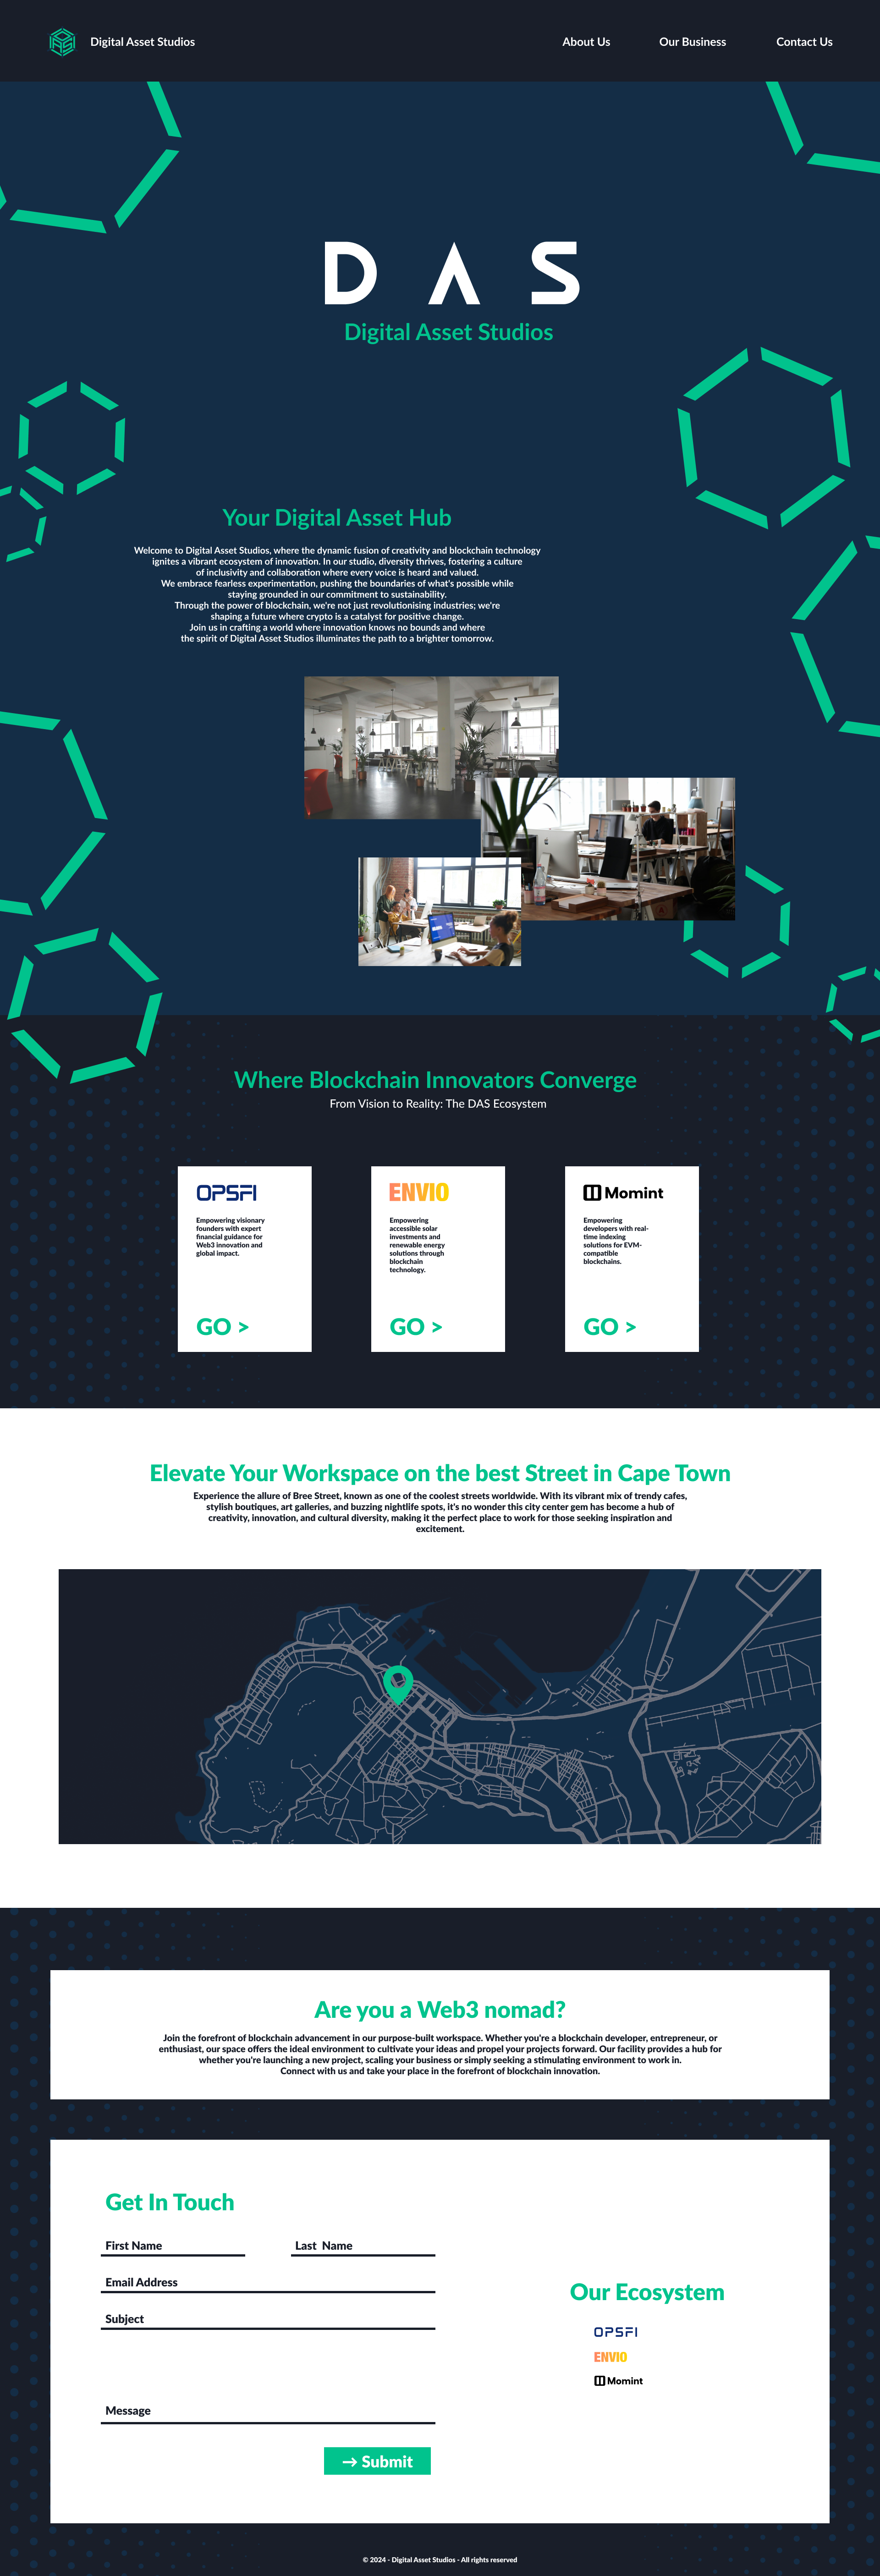 Digital Asset Studios
About Us
Our Business
Contact Us
DAS
Digital Asset Studios
Your Digital Asset Hub
Welcome to Digital Asset Studios, where the dynamic fusion of creativity and blockchain technology
ignites a vibrant ecosystem of innovation. In our studio, diversity thrives, fostering a culture
of inclusivity and collaboration where every voice is heard and valued.
We embrace fearless experimentation, pushing the boundaries of what's possible while
staying grounded in our commitment to sustainability.
Through the power of blockchain, we're not just revolutionising industries; we're
shaping a future where crypto is a catalyst for positive change.
Join us in crafting a world where innovation knows no bounds and where
the spirit of Digital Asset Studios illuminates the path to a brighter tomorrow.
Where Blockchain Innovators Converge
From Vision to Reality: The DAS Ecosystem
OPSFI
Empowering visionary
founders with expert
financial guidance for
Web3 innovation and
global impact.
GO >
ENVIO
Empowering
accessible solar
investments and
renewable energy
solutions through
blockchain
technology.
GO >
Momint
Empowering
developers with real-
time indexing
solutions for EVM-
compatible
blockchains.
GO >
Elevate Your Workspace on the best Street in Cape Town
Experience the allure of Bree Street, known as one of the coolest streets worldwide. With its vibrant mix of trendy cafes,
stylish boutiques, art galleries, and buzzing nightlife spots, it's no wonder this city center gem has become a hub of
creativity, innovation, and cultural diversity, making it the perfect place to work for those seeking inspiration and
excitement.
Are you a Web3 nomad?
Join the forefront of blockchain advancement in our purpose-built workspace. Whether you're a blockchain developer, entrepreneur, or
enthusiast, our space offers the ideal environment to cultivate your ideas and propel your projects forward. Our facility provides a hub for
whether you're launching a new project, scaling your business or simply seeking a stimulating environment to work in.
Connect with us and take your place in the forefront of blockchain innovation.
Get In Touch
First Name
Last Name
Email Address
Subject
Message
→ Submit
Our Ecosystem
OPSFI
ENVIO
Momint
© 2024 - Digital Asset Studios - All rights reserved